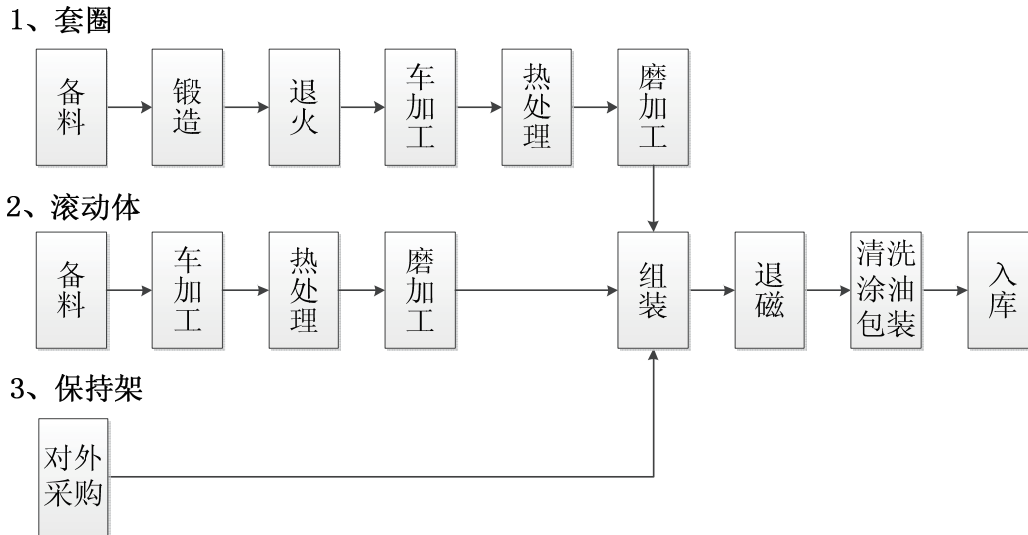 1、套圈
备料
锻造
退火
车加工
热处理
磨加工
2、滚动体
备料
车加工
热处理
磨加工
组装
退磁
清洗
涂油
包装
入库
3、保持架
对外
采购